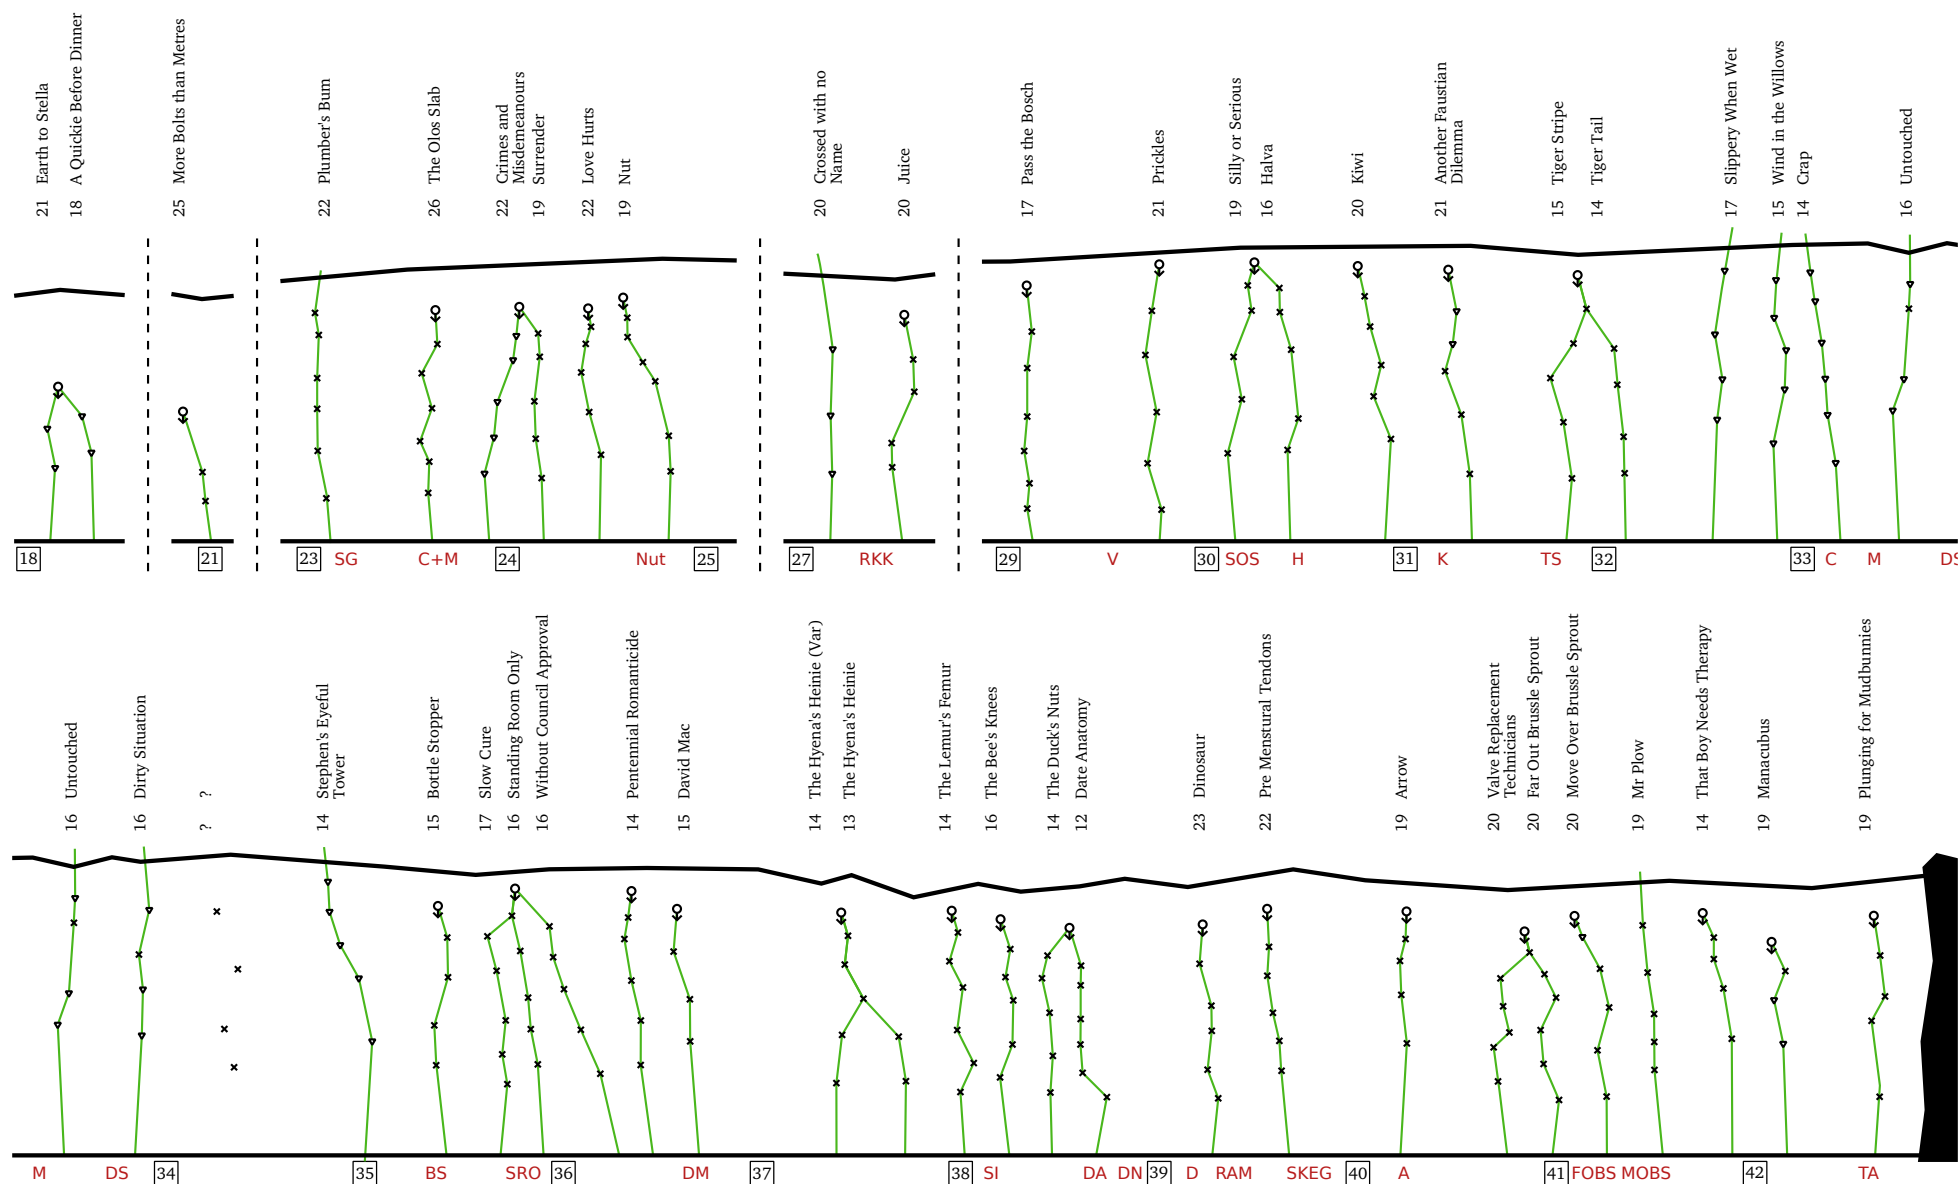 21 Earth to Stella
18 A Quickie Before Dinner
25 More Bolts than Metres
22 Plumber's Bum
26 The Olos Slab
22 Crimes and
Misdemeanours
19 Surrender
22 Love Hurts
19 Nut
20 Crossed with no
Name
20 Juice
17 Pass the Bosch
21 Prickles
19 Silly or Serious
16 Halva
20 Kiwi
21 Another Faustian
Dilemma
15 Tiger Stripe
14 Tiger Tail
17 Slippery When Wet
15 Wind in the Willows
14 Crap
16 Untouched
18
21
23 SG C+M 24 Nut 25
27 RKK
29 V 30 SOS H 31 K TS 32 33 C M DS
16 Untouched
16 Dirty Situation
? ?
14 Stephen's Eyeful
Tower
15 Bottle Stopper
17 Slow Cure
16 Standing Room Only
16 Without Council Approval
14 Pentennial Romanticide
15 David Mac
14 The Hyena's Heinie (Var)
13 The Hyena's Heinie
14 The Lemur's Femur
16 The Bee's Knees
14 The Duck's Nuts
12 Date Anatomy
23 Dinosaur
22 Pre Menstural Tendons
19 Arrow
20 Valve Replacement
Technicians
20 Far Out Brussle Sprout
20 Move Over Brussle Sprout
19 Mr Plow
14 That Boy Needs Therapy
19 Manacubus
19 Plunging for Mudbunnies
M DS 34 35 BS SRO 36 DM 37 38 SI DA DN 39 D RAM SKEG 40 A 41 FOBS MOBS 42 TA